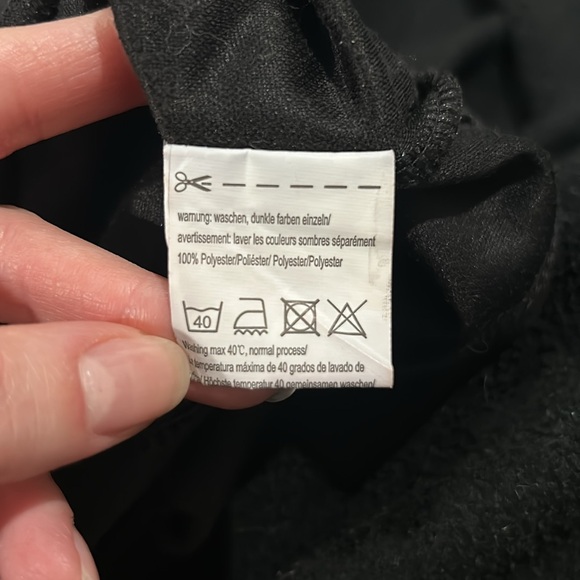 warnung: waschen, dunkle farben einzeln/
avertissement: laver les couleurs sombres séparément
100% Polyester/Poliéster/ Polyester/Polyester
40
Washing max 40℃, normal process/
temperatura máxima de 40 grados de lavado de
/ Höchste temperatur 40 gemeinsamen waschen/